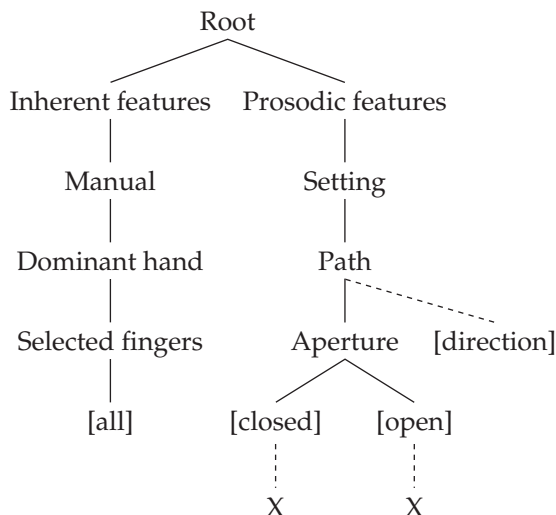 Root
Inherent features Prosodic features
Manual Setting
Dominant hand Path
Selected fingers Aperture [direction]
[all] [closed] [open]
X X